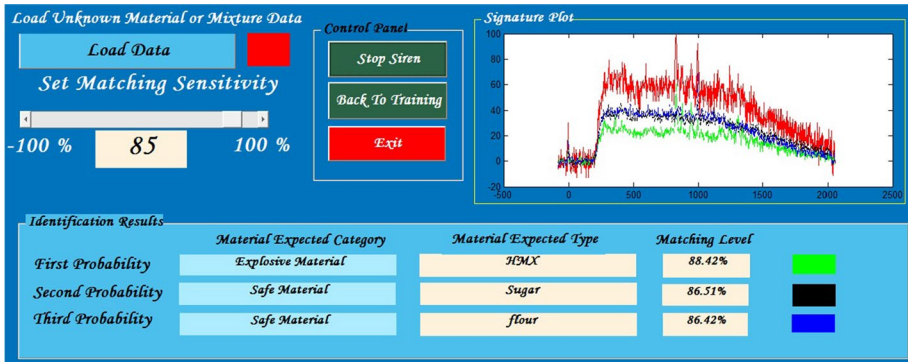 Load Unknown Material or Mixture Data
Load Data
Set Matching Sensitivity
-100 %
85
100 %
Control Panel
Stop Siren
Back To Training
Exit
Signature Plot
100
80
60
40
20
0
-20
-500
0
500
1000
1500
2000
2500
Identification Results
Material Expected Category
Material Expected Type
Matching Level
First Probability
Explosive Material
HMX
88.42%
Second Probability
Safe Material
Sugar
86.51%
Third Probability
Safe Material
flour
86.42%